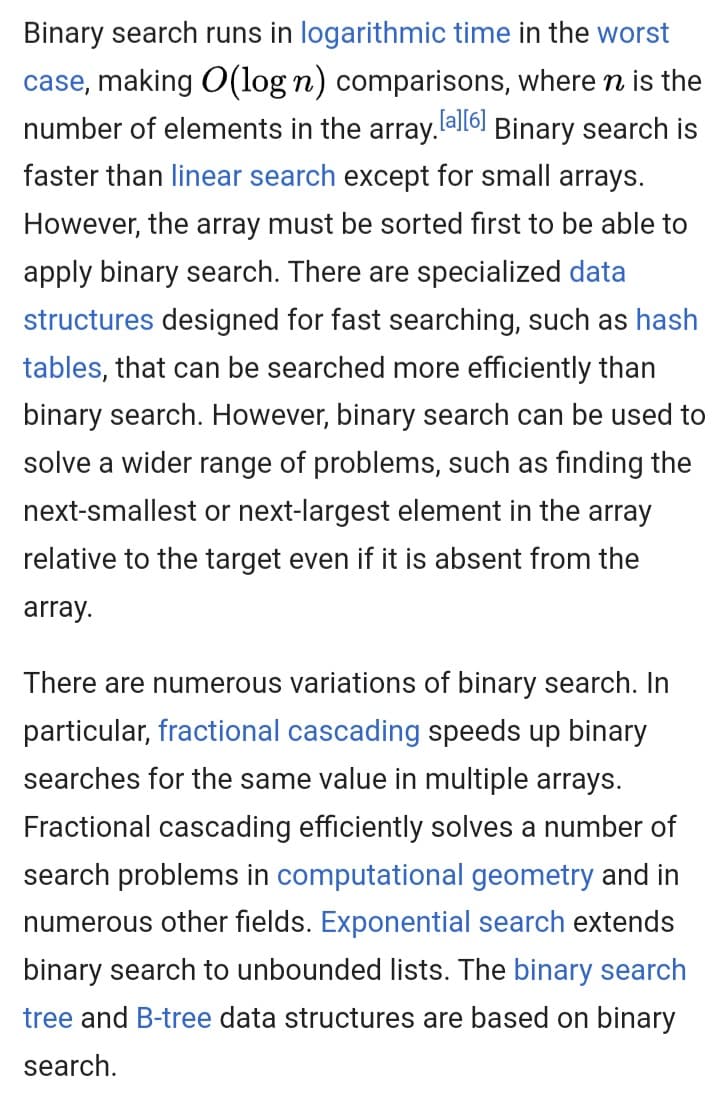 Binary search runs in logarithmic time in the worst
case, making O(log n) comparisons, where n is the
number of elements in the array.[a][6] Binary search is
faster than linear search except for small arrays.
However, the array must be sorted first to be able to
apply binary search. There are specialized data
structures designed for fast searching, such as hash
tables, that can be searched more efficiently than
binary search. However, binary search can be used to
solve a wider range of problems, such as finding the
next-smallest or next-largest element in the array
relative to the target even if it is absent from the
array.
There are numerous variations of binary search. In
particular, fractional cascading speeds up binary
searches for the same value in multiple arrays.
Fractional cascading efficiently solves a number of
search problems in computational geometry and in
numerous other fields. Exponential search extends
binary search to unbounded lists. The binary search
tree and B-tree data structures are based on binary
search.